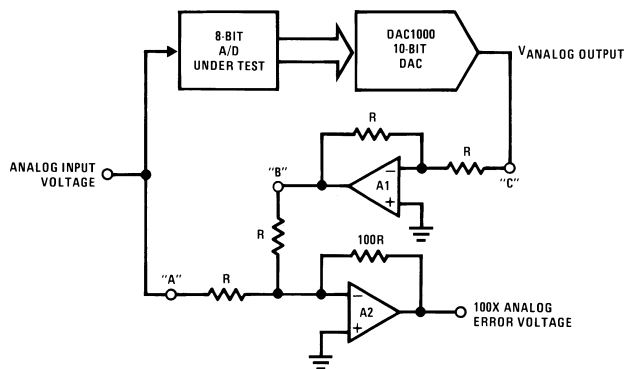 8-BIT
A/D
UNDER TEST
DAC1000
10-BIT
DAC
VANALOG OUTPUT
R
R
ANALOG INPUT
VOLTAGE
"B"
A1
-
+
"C"
R
100R
"A"
R
-
A2
+
100X ANALOG
ERROR VOLTAGE